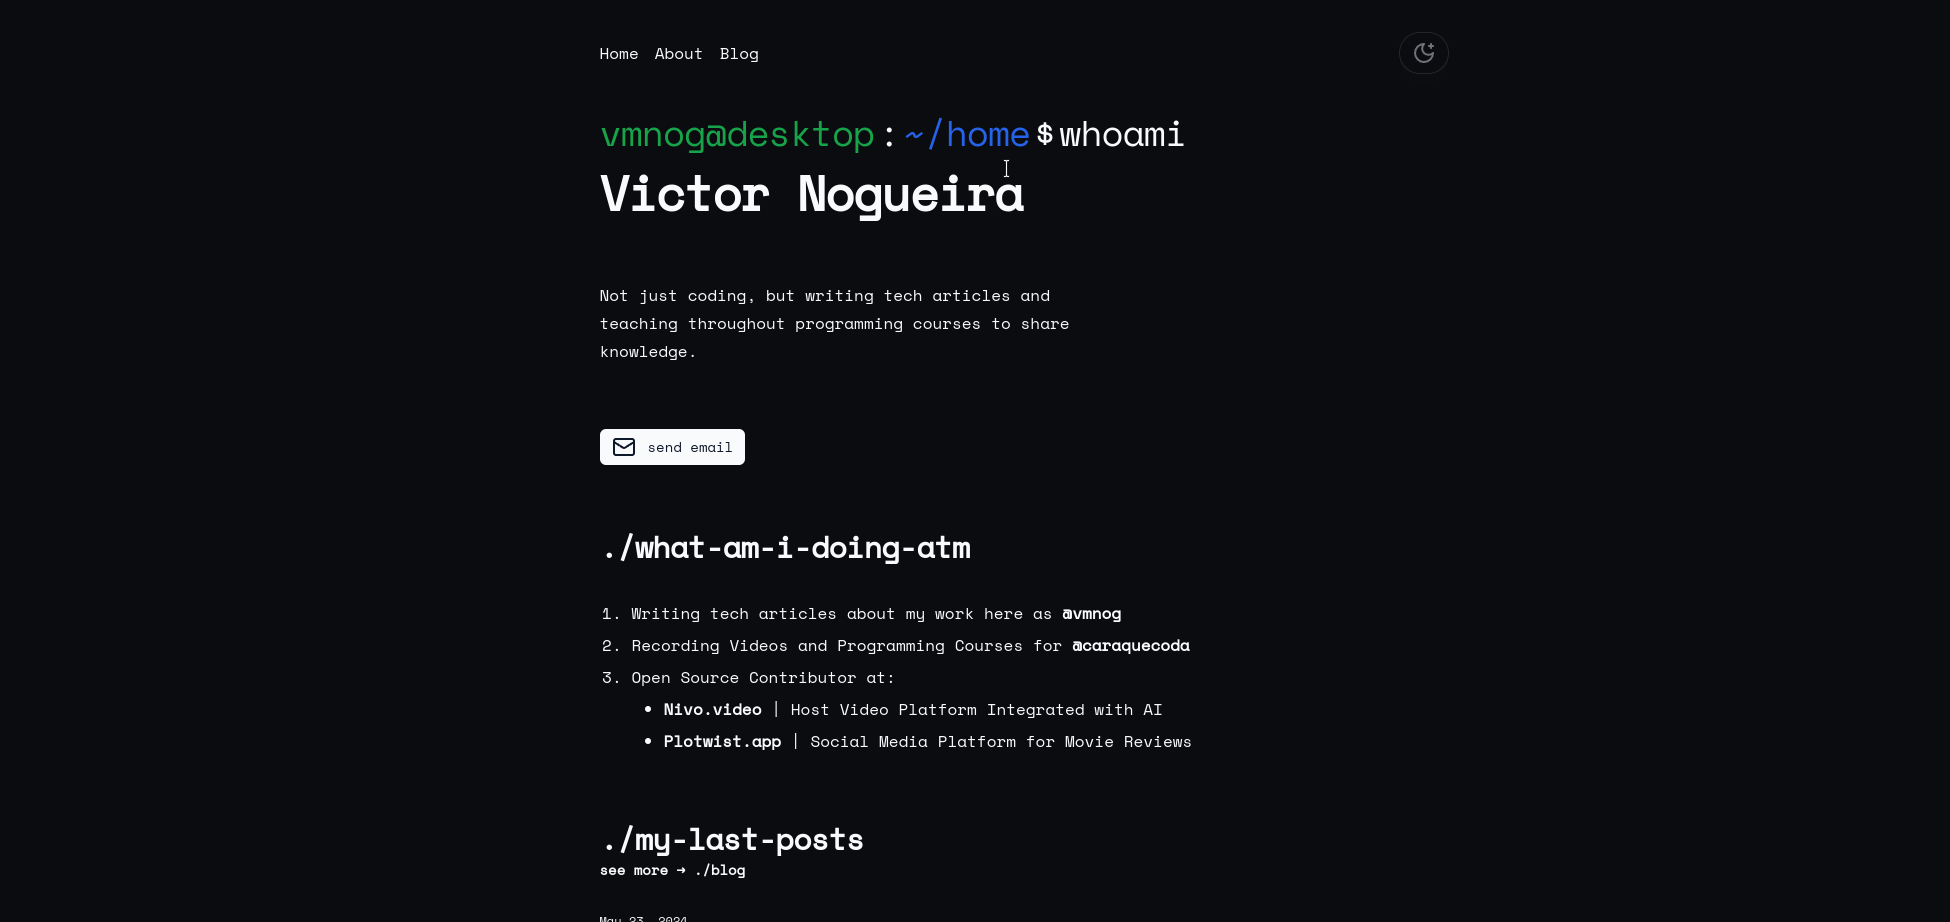 Home About Blog
vmnog@desktop:~/home$whoami
Victor Nogueira
Not just coding, but writing tech articles and
teaching throughout programming courses to share
knowledge.
send email
./what-am-i-doing-atm
1. Writing tech articles about my work here as @vmnog
2. Recording Videos and Programming Courses for @caraquecoda
3. Open Source Contributor at:
• Nivo.video | Host Video Platform Integrated with AI
• Plotwist.app | Social Media Platform for Movie Reviews
./my-last-posts
see more → ./blog
May 23, 2024